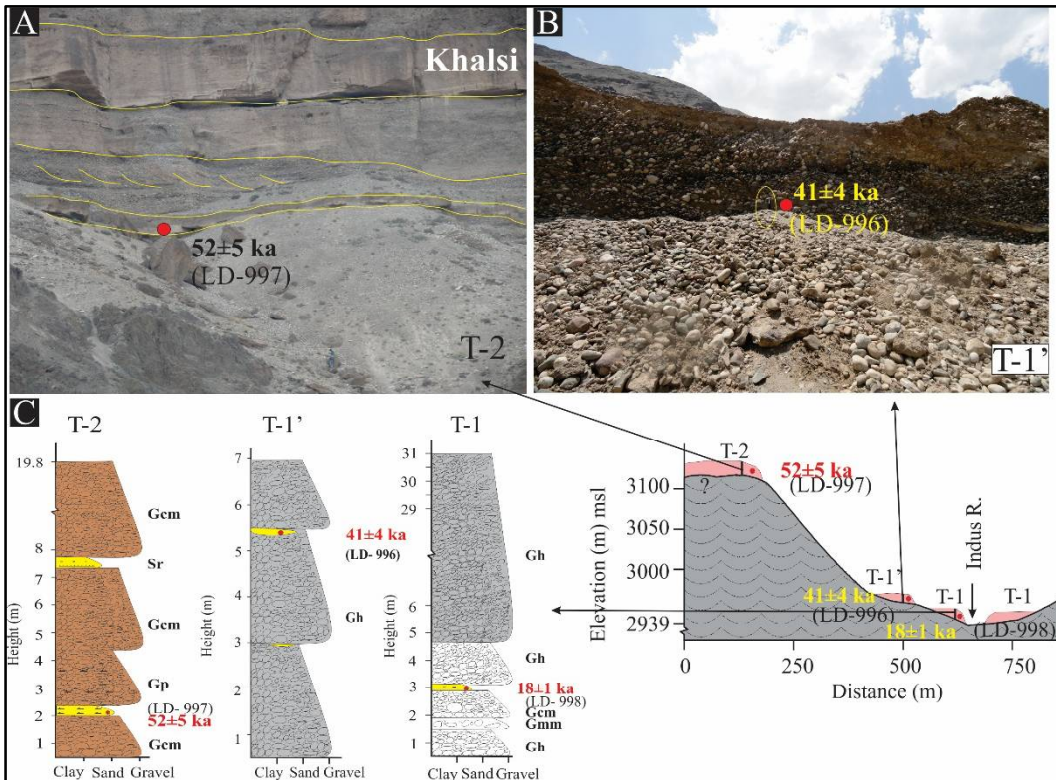 A
Khalsi
52±5 ka
(LD-997)
T-2
B
41±4 ka
(LD-996)
T-1'
C
T-2
19.8
8
7
6
5
4
3
2
1
Height (m)
Gcm
Sr
Gcm
Gp
(LD-997)
52±5 ka
Gcm
Clay Sand Gravel
T-1'
7
6
5
4
3
2
1
Height (m)
41±4 ka
(LD- 996)
Gh
Clay Sand Gravel
T-1
31
30
29
6
5
4
3
2
1
Height (m)
Gh
Gh
18±1 ka
(LD- 998)
Gcm
Gmm
Gh
Clay Sand Gravel
Elevation (m) msl
3100
3050
3000
2939
T-2
?
52±5 ka
(LD-997)
T-1'
41±4 ka
(LD-996)
T-1
18±1 ka
(LD-998)
Indus R.
T-1
0 250 500 750
Distance (m)